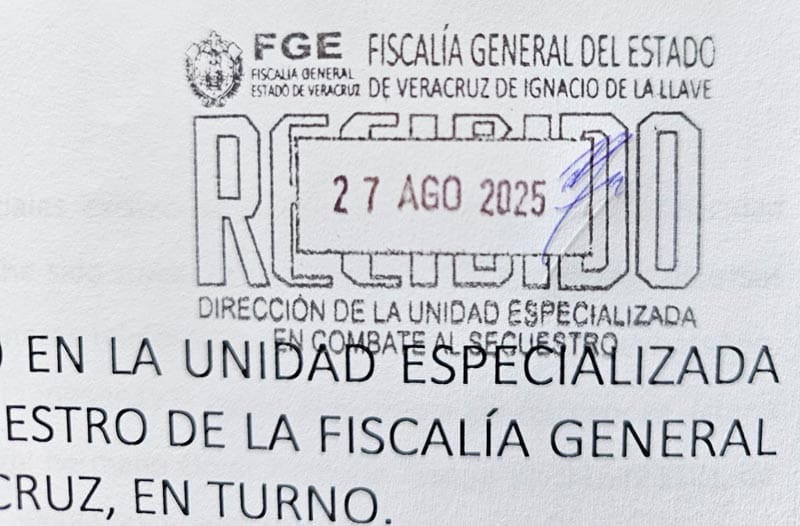 FGE
FISCALÍA GENERAL
ESTADO DE VERACRUZ
FISCALÍA GENERAL DEL ESTADO
DE VERACRUZ DE IGNACIO DE LA LLAVE
RECIBIDO
27 AGO 2025
DIRECCIÓN DE LA UNIDAD ESPECIALIZADA
EN COMBATE AL SECUESTRO
EN LA UNIDAD ESPECIALIZADA
ESTRO DE LA FISCALÍA GENERAL
CRUZ, EN TURNO.